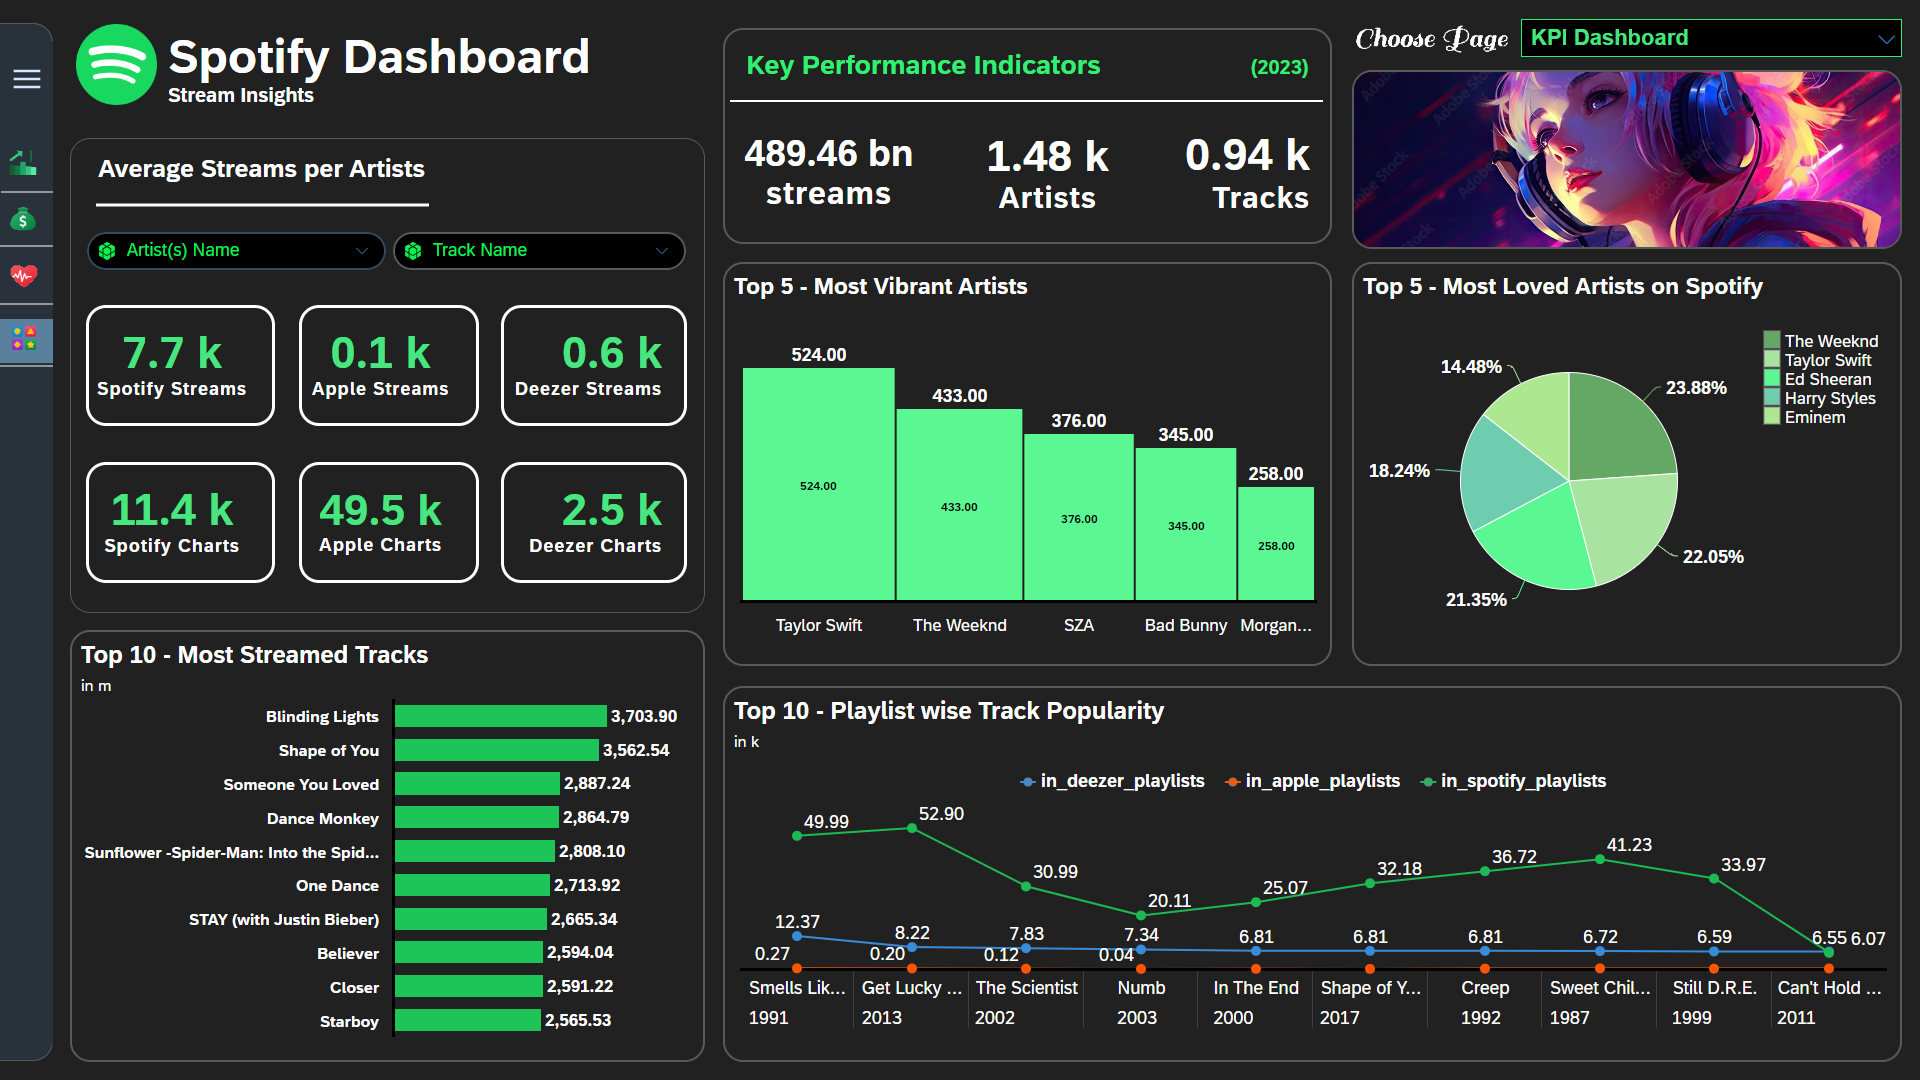 Spotify Dashboard
Stream Insights
Key Performance Indicators (2023)
489.46 bn streams
1.48 k Artists
0.94 k Tracks
Choose Page
KPI Dashboard
Adobe Stock
Average Streams per Artists
Artist(s) Name
Track Name
7.7 k
Spotify Streams
0.1 k
Apple Streams
0.6 k
Deezer Streams
11.4 k
Spotify Charts
49.5 k
Apple Charts
2.5 k
Deezer Charts
Top 5 - Most Vibrant Artists
524.00
433.00
376.00
345.00
258.00
524.00
433.00
376.00
345.00
258.00
Taylor Swift
The Weeknd
SZA
Bad Bunny
Morgan...
Top 5 - Most Loved Artists on Spotify
The Weeknd
Taylor Swift
Ed Sheeran
Harry Styles
Eminem
14.48%
23.88%
18.24%
22.05%
21.35%
Top 10 - Most Streamed Tracks
in m
Blinding Lights 3,703.90
Shape of You 3,562.54
Someone You Loved 2,887.24
Dance Monkey 2,864.79
Sunflower -Spider-Man: Into the Spid... 2,808.10
One Dance 2,713.92
STAY (with Justin Bieber) 2,665.34
Believer 2,594.04
Closer 2,591.22
Starboy 2,565.53
Top 10 - Playlist wise Track Popularity
in k
in_deezer_playlists in_apple_playlists in_spotify_playlists
49.99 52.90 30.99 20.11 25.07 32.18 36.72 41.23 33.97 6.07
12.37 8.22 7.83 7.34 6.81 6.81 6.81 6.72 6.59 6.55
0.27 0.20 0.12 0.04
Smells Lik... Get Lucky ... The Scientist Numb In The End Shape of Y... Creep Sweet Chil... Still D.R.E. Can't Hold ...
1991 2013 2002 2003 2000 2017 1992 1987 1999 2011